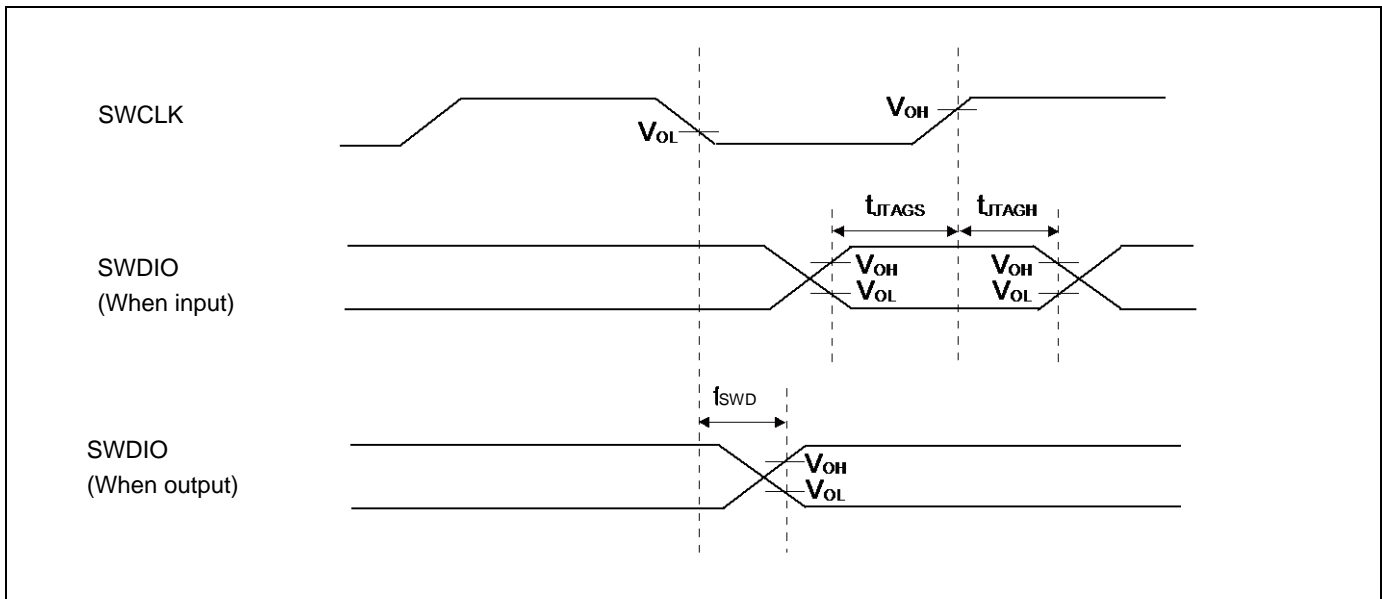 SWCLK
VOL
VOH
tJTAGS
tJTAGH
SWDIO
(When input)
VOH
VOL
VOH
VOL
tSWD
SWDIO
(When output)
VOH
VOL